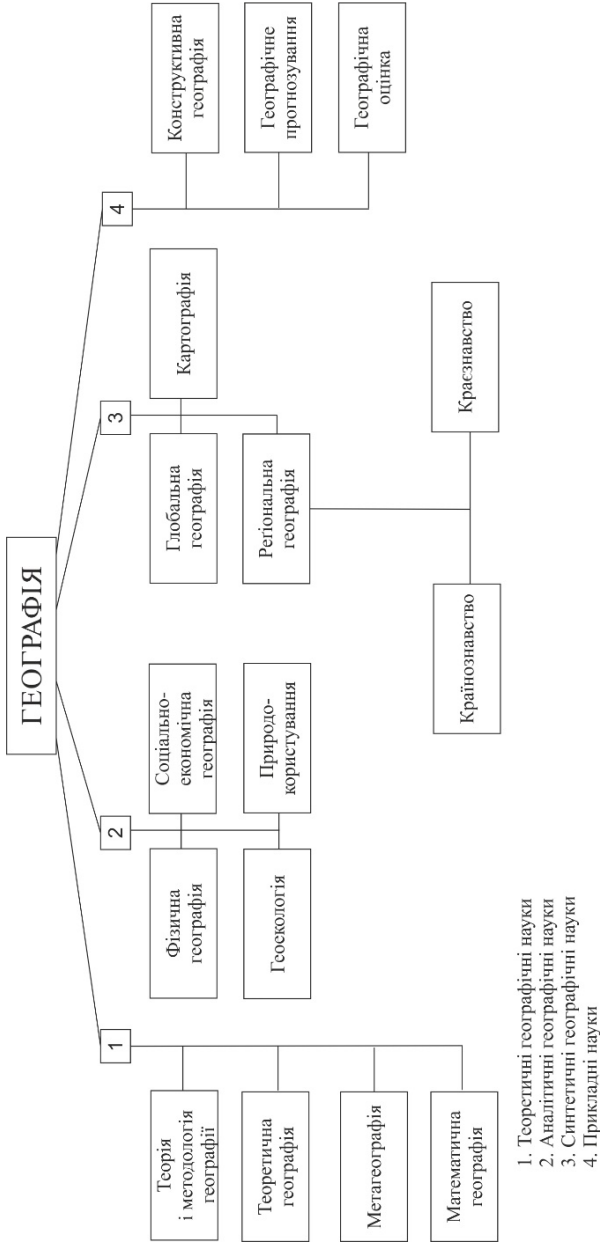 ГЕОГРАФІЯ
1
2
3
4
Теорія
і методологія
географії
Теоретична
географія
Метагеографія
Математична
географія
Фізична
географія
Соціально-
економічна
географія
Геоекологія
Природо-
користування
Глобальна
географія
Картографія
Регіональна
географія
Країнознавство
Краєзнавство
Конструктивна
географія
Географічне
прогнозування
Географічна
оцінка
1. Теоретичні географічні науки
2. Аналітичні географічні науки
3. Синтетичні географічні науки
4. Прикладні науки